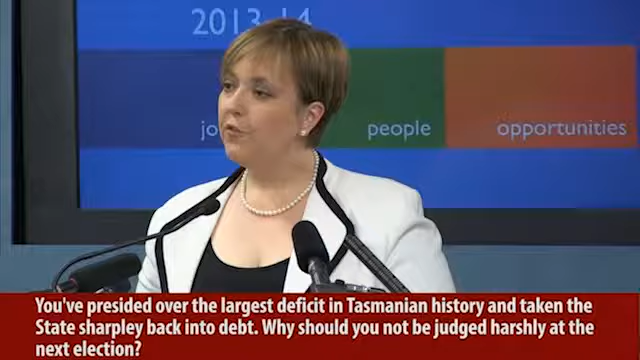 2013-14
jo
people
opportunities
You've presided over the largest deficit in Tasmanian history and taken the
State sharpley back into debt. Why should you not be judged harshly at the
next election?